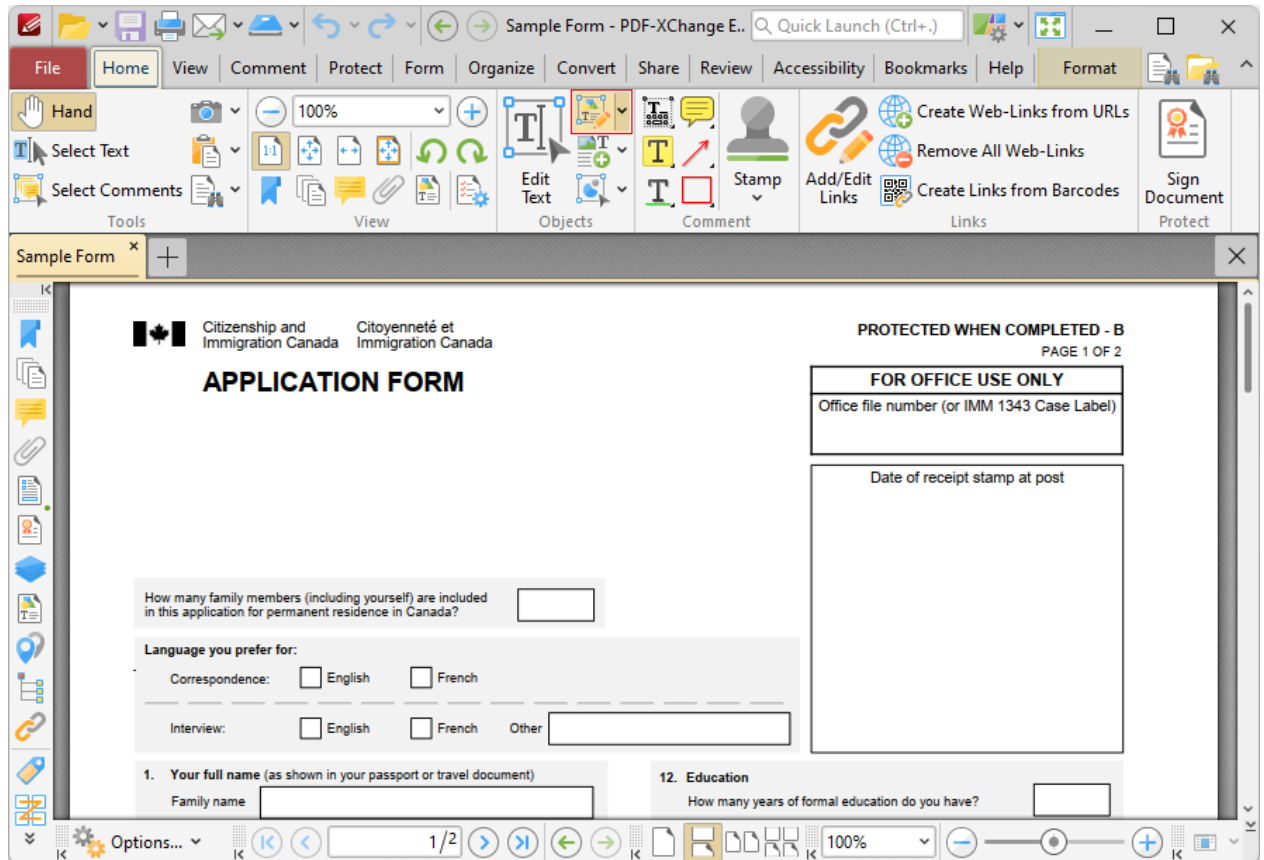 Sample Form - PDF-XChange E..
Quick Launch (Ctrl+.)
File Home View Comment Protect Form Organize Convert Share Review Accessibility Bookmarks Help Format
Hand
Select Text
Select Comments
Tools
100%
1:1
View
Edit
Text
Objects
Stamp
Comment
Add/Edit
Links
Create Web-Links from URLs
Remove All Web-Links
Create Links from Barcodes
Links
Sign
Document
Protect
Sample Form
Citizenship and
Immigration Canada
Citoyenneté et
Immigration Canada
PROTECTED WHEN COMPLETED - B
PAGE 1 OF 2
APPLICATION FORM
FOR OFFICE USE ONLY
Office file number (or IMM 1343 Case Label)
Date of receipt stamp at post
How many family members (including yourself) are included
in this application for permanent residence in Canada?
Language you prefer for:
Correspondence: English French
Interview: English French Other
1. Your full name (as shown in your passport or travel document)
Family name
12. Education
How many years of formal education do you have?
Options... 1/2 100%